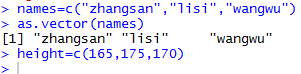 > names=c("zhangsan","lisi","wangwu")
> as.vector(names)
[1] "zhangsan" "lisi"     "wangwu"
> height=c(165,175,170)
>